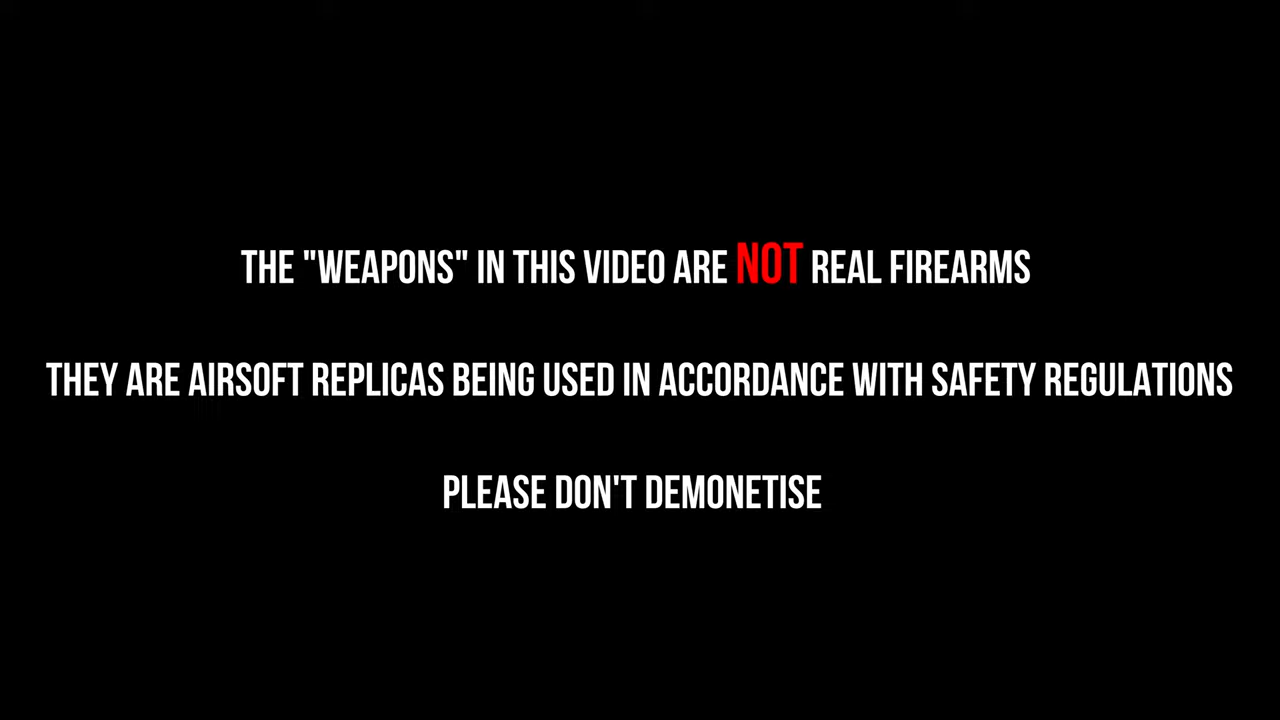 THE "WEAPONS" IN THIS VIDEO ARE NOT REAL FIREARMS
THEY ARE AIRSOFT REPLICAS BEING USED IN ACCORDANCE WITH SAFETY REGULATIONS
PLEASE DON'T DEMONETISE